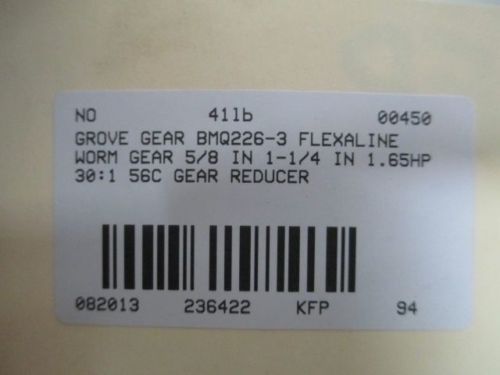 NO 41lb 00450
GROVE GEAR BMQ226-3 FLEXALINE
WORM GEAR 5/8 IN 1-1/4 IN 1.65HP
30:1 56C GEAR REDUCER
082013 236422 KFP 94